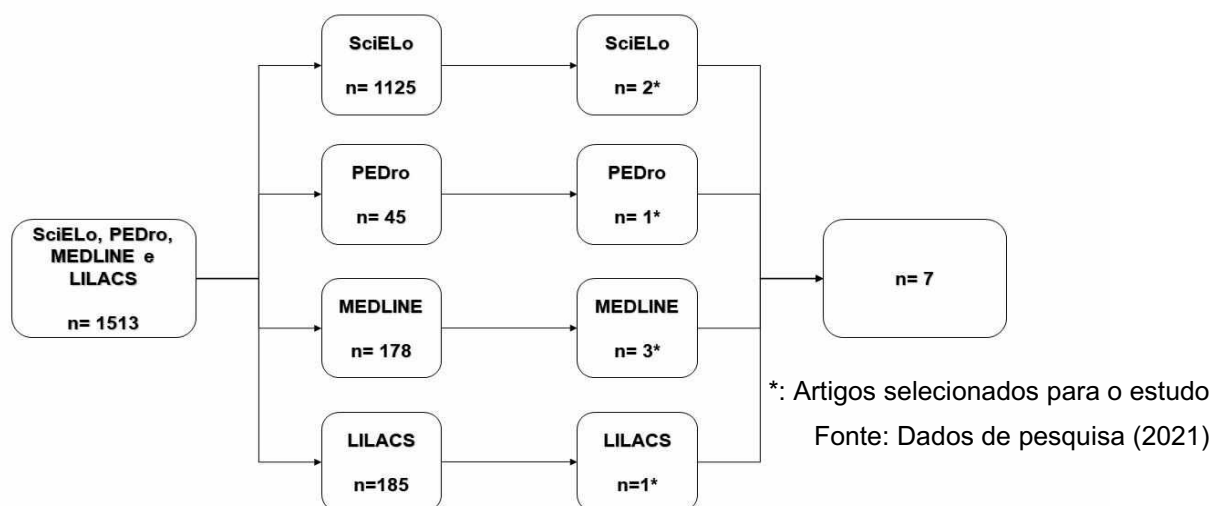 SciELo, PEDro,
MEDLINE e
LILACS
n= 1513
SciELo
n= 1125
PEDro
n= 45
MEDLINE
n= 178
LILACS
n=185
SciELo
n= 2*
PEDro
n= 1*
MEDLINE
n= 3*
LILACS
n=1*
n= 7
*: Artigos selecionados para o estudo
Fonte: Dados de pesquisa (2021)